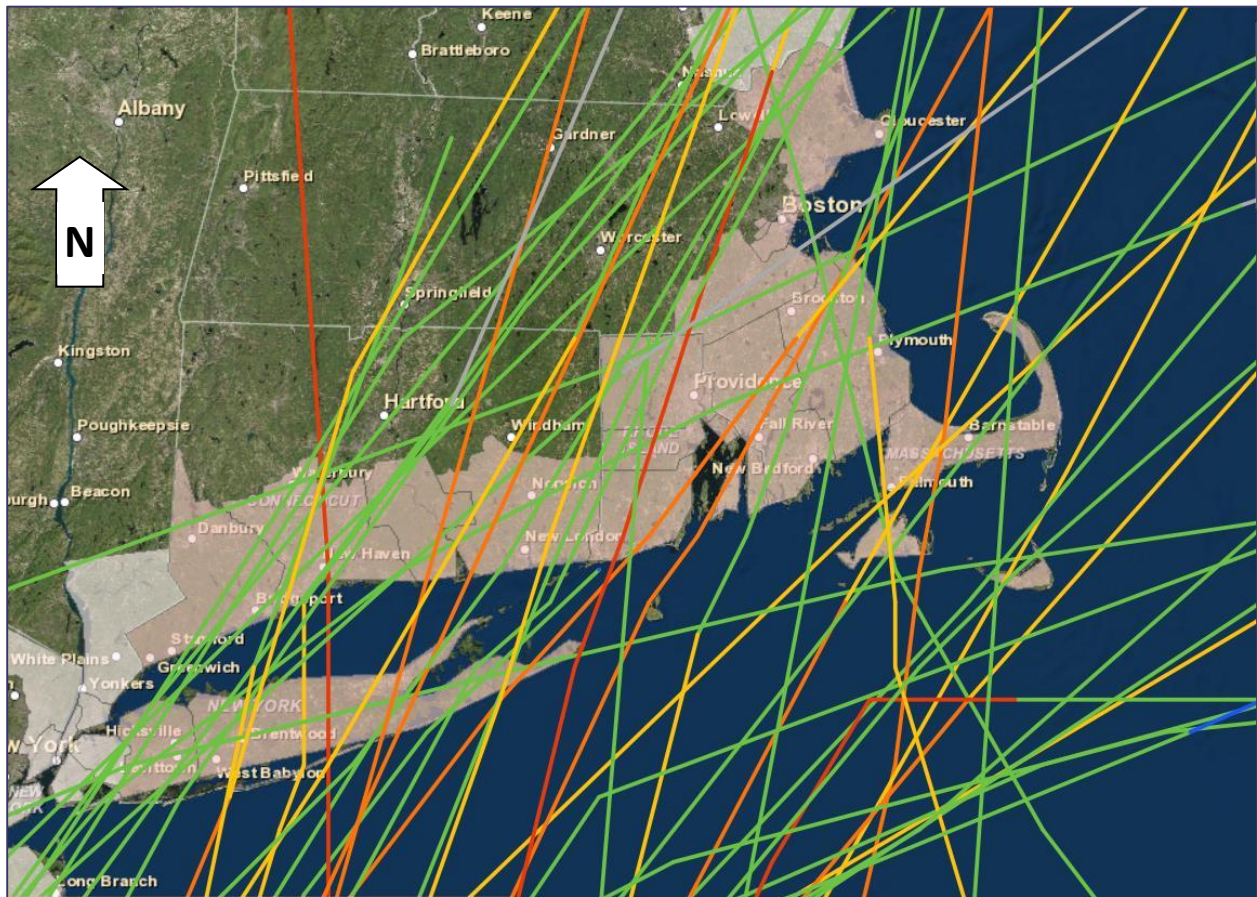 Keene
Brattleboro
Nashua
Albany
Lowell
Gloucester
Gardner
Pittsfield
Boston
N
Worcester
Springfield
Brockton
Kingston
Plymouth
Providence
Hartford
Poughkeepsie
Windham
Fall River
Barnstable
ISLAND
MASSACHUSETTS
New Bedford
Waterbury
Falmouth
Norwich
CONNECTICUT
Beacon
burgh
Danbury
New London
New Haven
Bridgeport
Stamford
White Plains
Greenwich
Yonkers
NEW YORK
Hicksville
Brentwood
w York
West Babylon
NEW
Long Branch